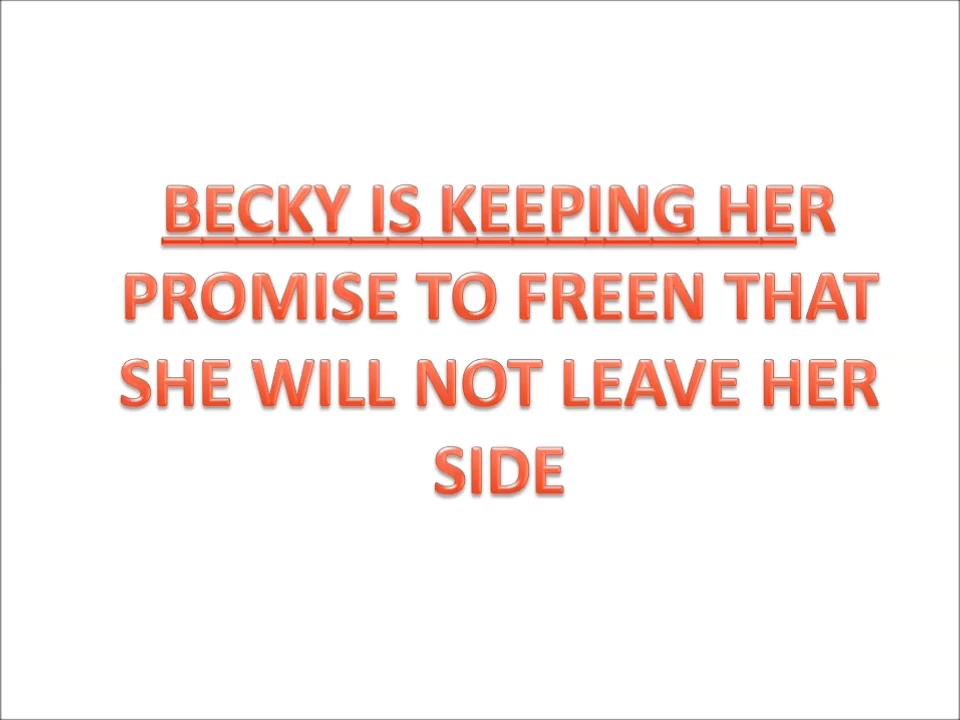 BECKY IS KEEPING HER
PROMISE TO FREEN THAT
SHE WILL NOT LEAVE HER
SIDE